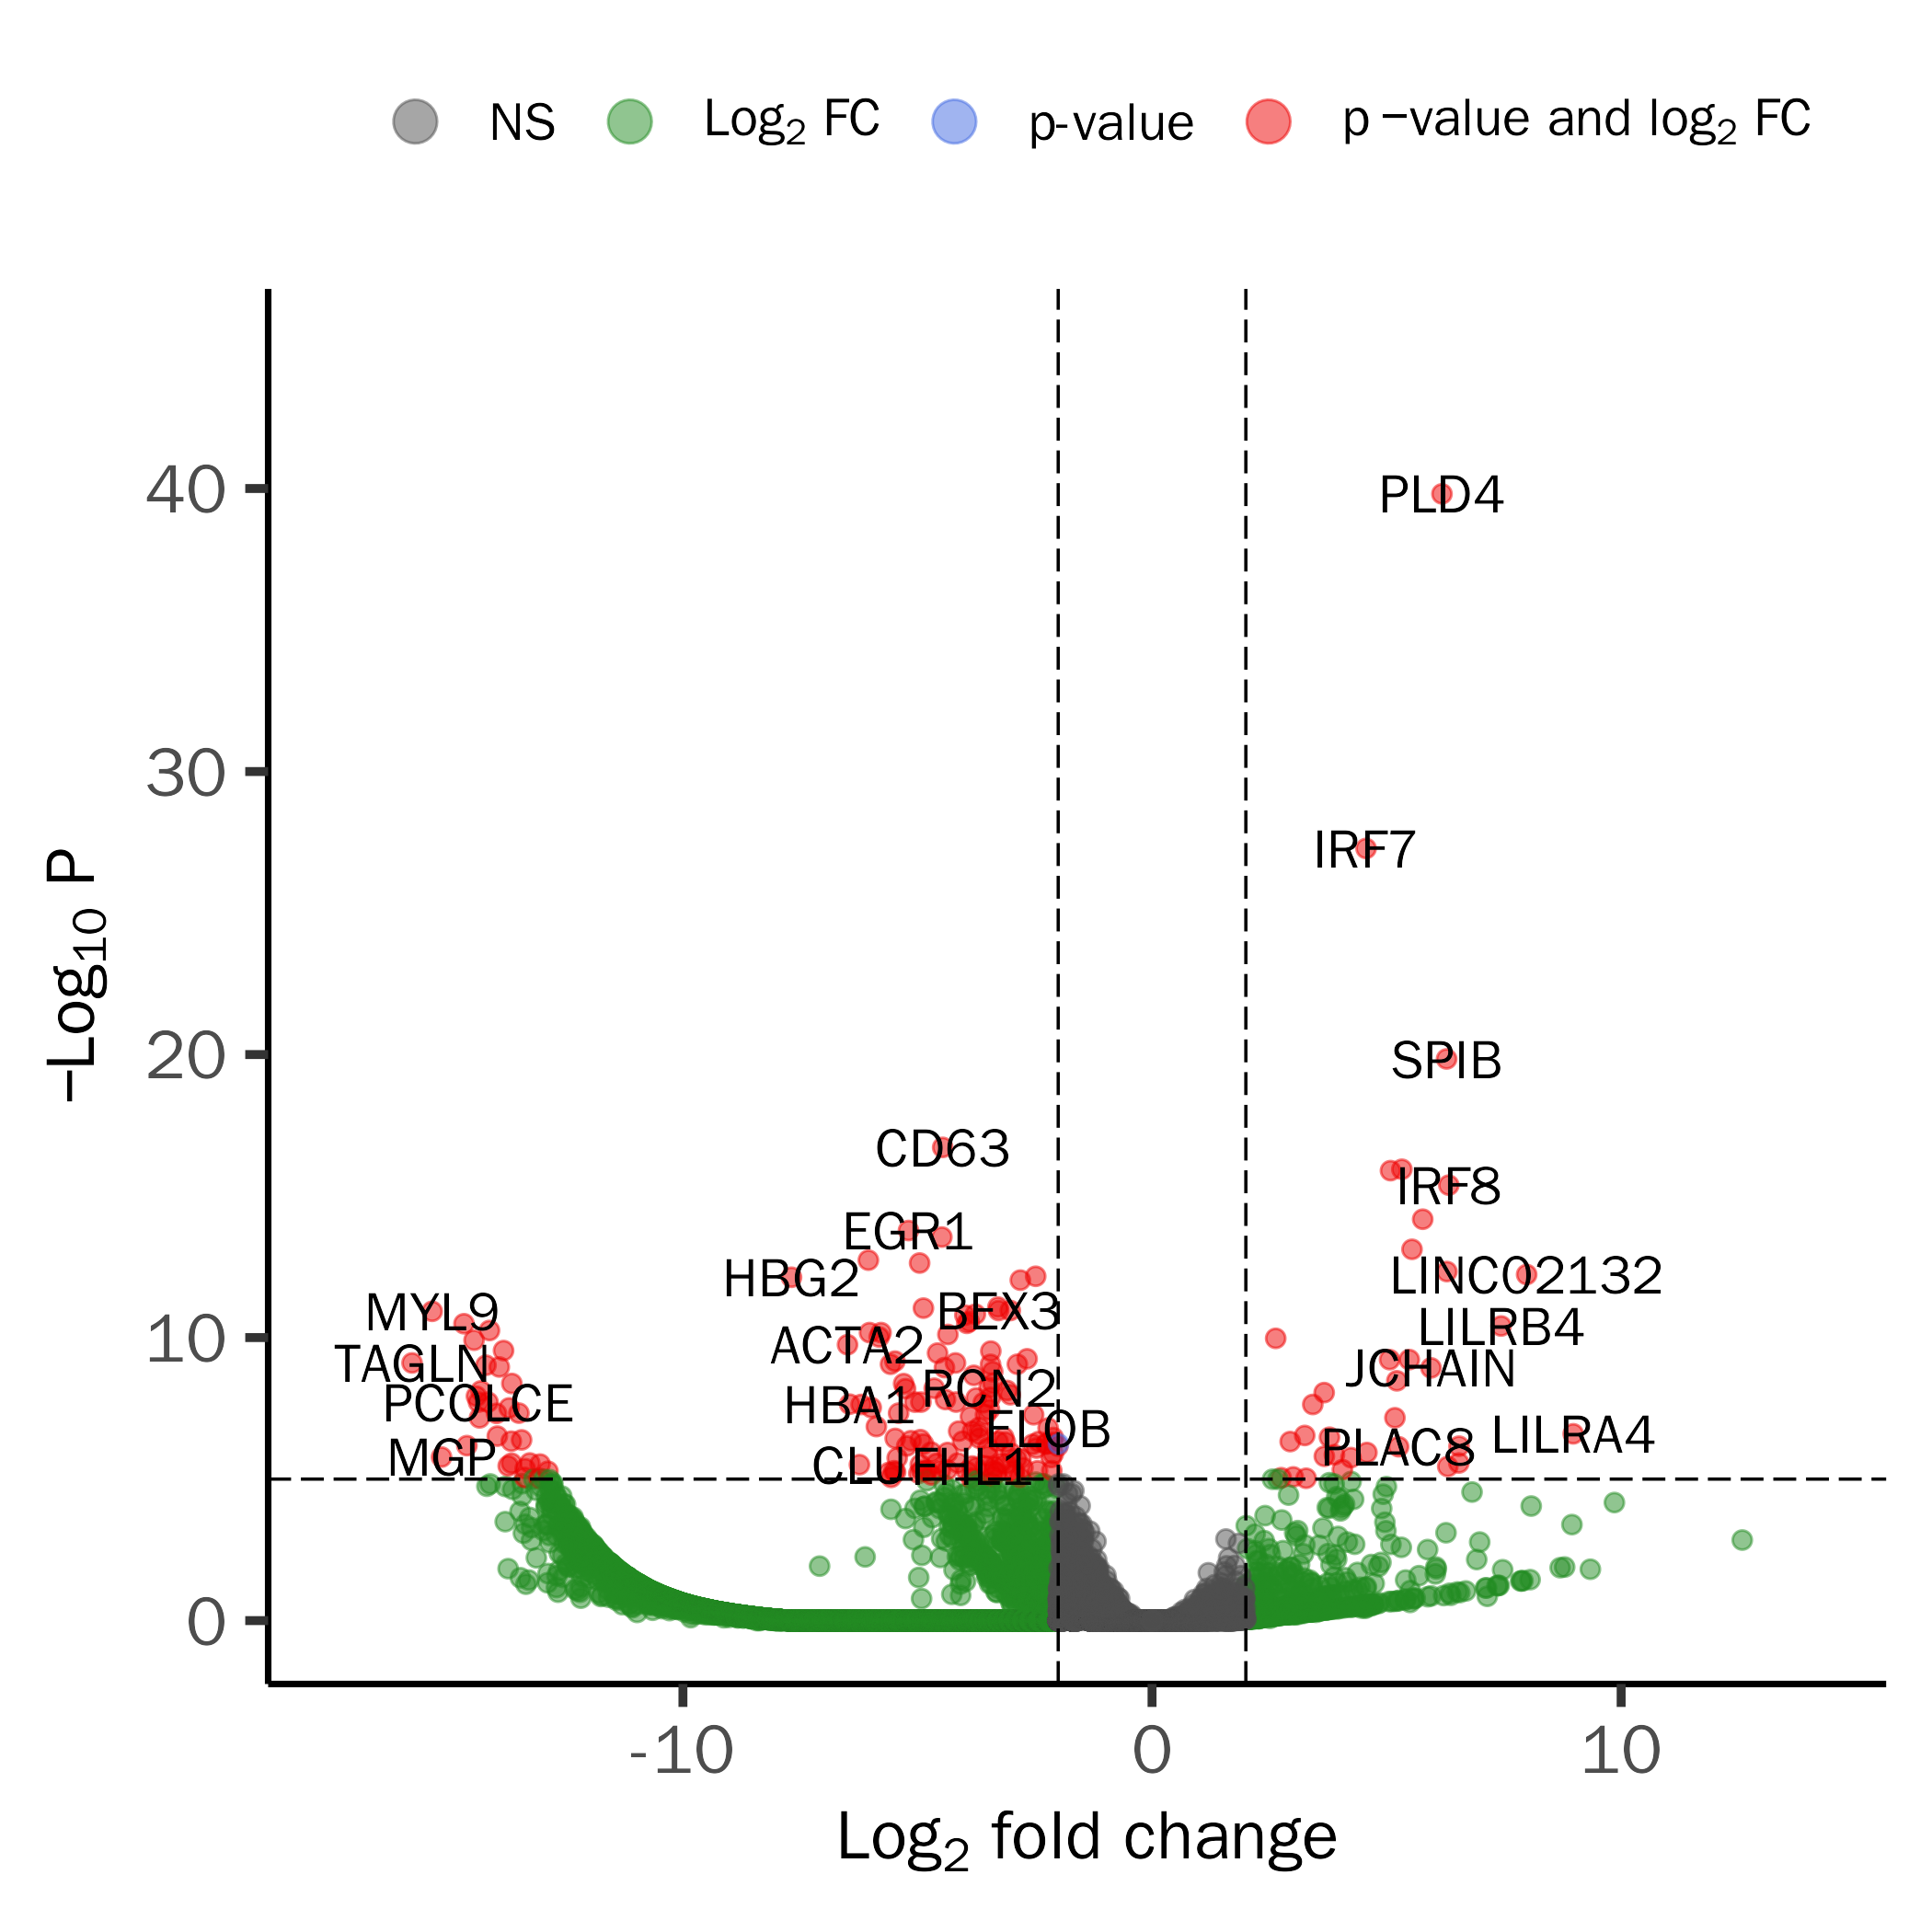 NS Log2 FC p-value p −value and log2 FC
−Log10 P
40
30
20
10
0
PLD4
IRF7
SPIB
CD63
IRF8
EGR1
HBG2
LINC02132
MYL9
BEX3
LILRB4
ACTA2
TAGLN
JCHAIN
RCN2
PCOLCE
HBA1
ELOB
LILRA4
PLAC8
MGP
CLU
FHL1
-10
0
10
Log2 fold change